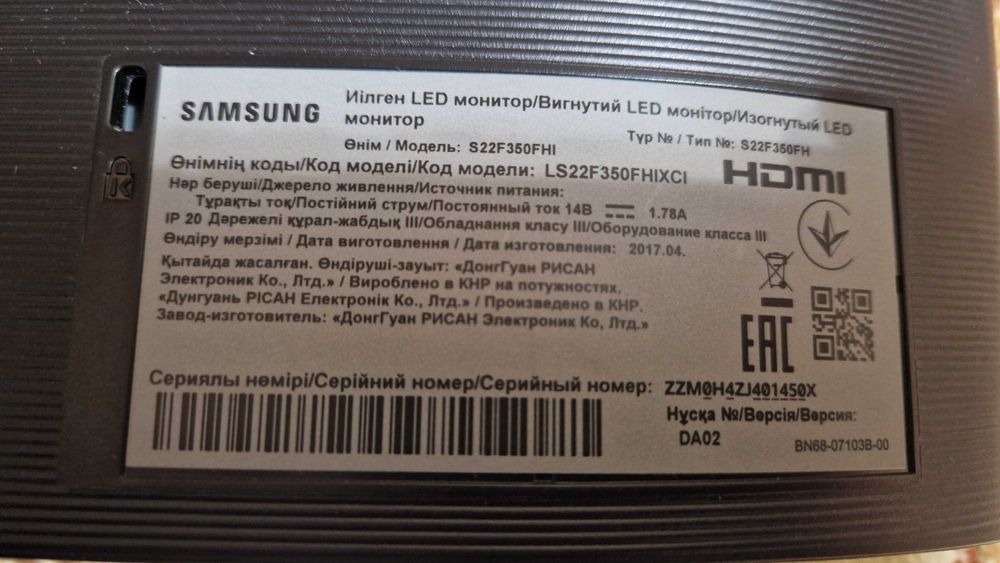 SAMSUNG
Иілген LED монитор/Вигнутий LED монітор/Изогнутый LED
монитор
Өнім / Модель: S22F350FHI
Түр № / Тип №: S22F350FH
Өнімнің коды/Код моделі/Код модели: LS22F350FHIXCI
HDMI
Нәр беруші/Джерело живлення/Источник питания:
Тұрақты тоқ/Постійний струм/Постоянный ток 14В 1.78A
IP 20 Дәрежелі құрал-жабдық III/Обладнання класу III/Оборудование класса III
Өндіру мерзімі / Дата виготовлення / Дата изготовления: 2017.04.
Қытайда жасалған. Өндіруші-зауыт: «ДонгГуан РИСАН
Электроник Ко., Лтд.» / Вироблено в КНР на потужностях,
«Дунгуань РІСАН Електронік Ко., Лтд.» / Произведено в КНР,
Завод-изготовитель: «ДонгГуан РИСАН Электроник Ко, Лтд.»
EAC
Сериялы нөмірі/Серійний номер/Серийный номер: ZZM0H4ZJ401450X
Нұсқа №/Версія/Версия:
DA02
BN68-07103B-00